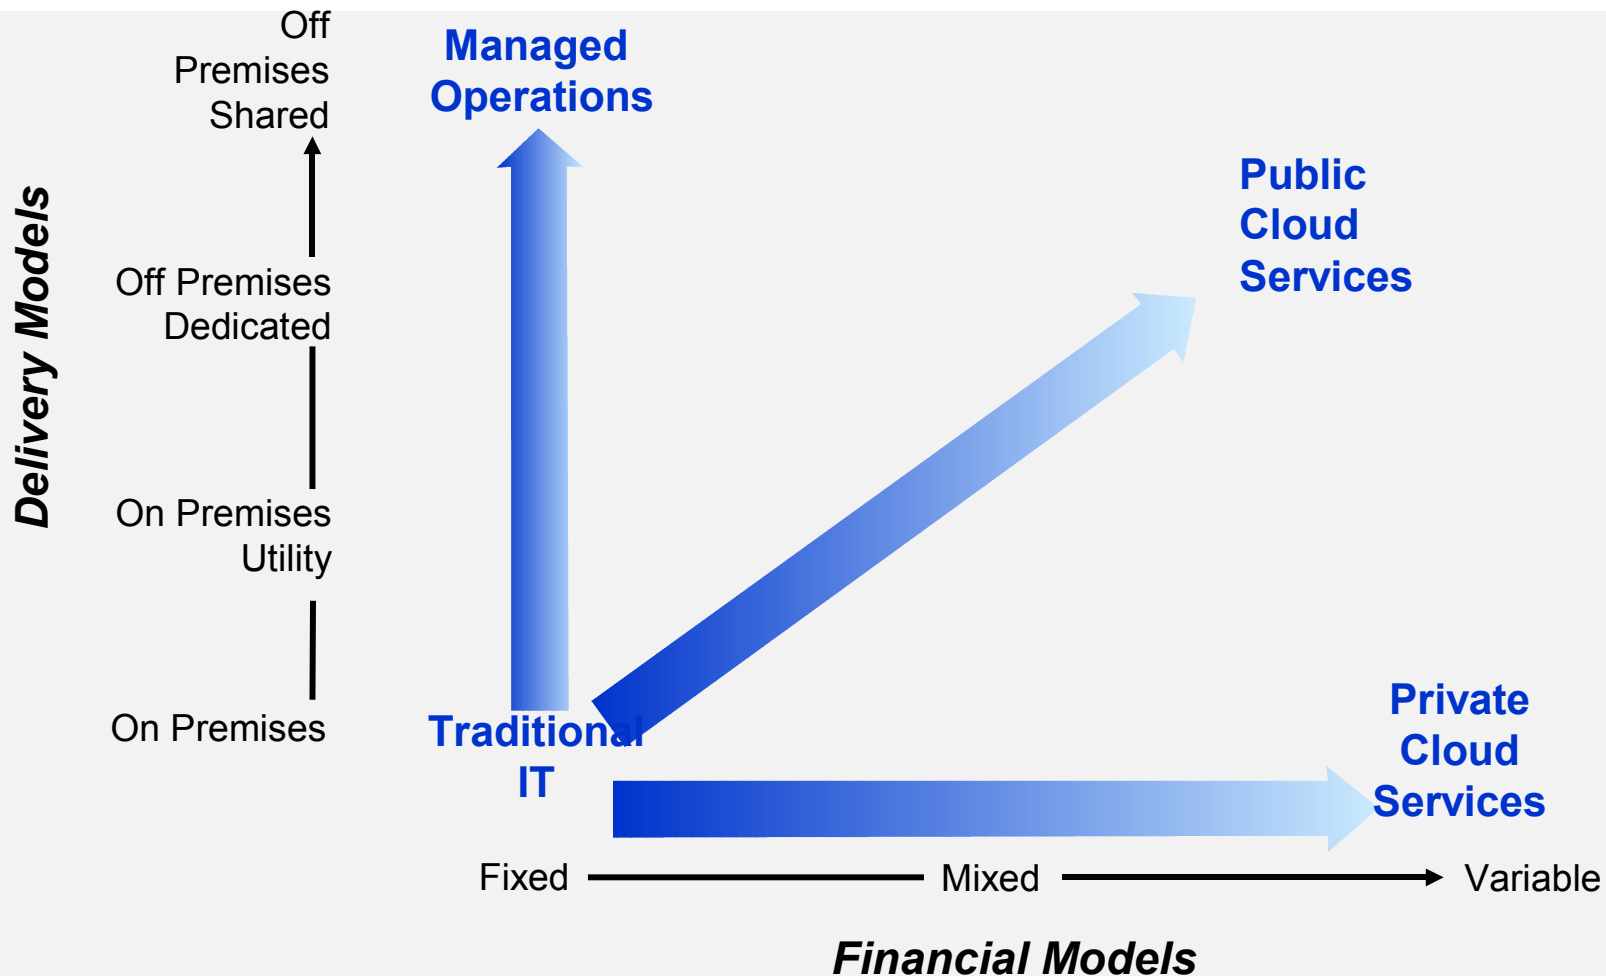 Off
Premises
Shared
Managed
Operations
Public
Cloud
Services
Delivery Models
Off Premises
Dedicated
On Premises
Utility
On Premises
Traditional
IT
Private
Cloud
Services
Fixed
Mixed
Variable
Financial Models